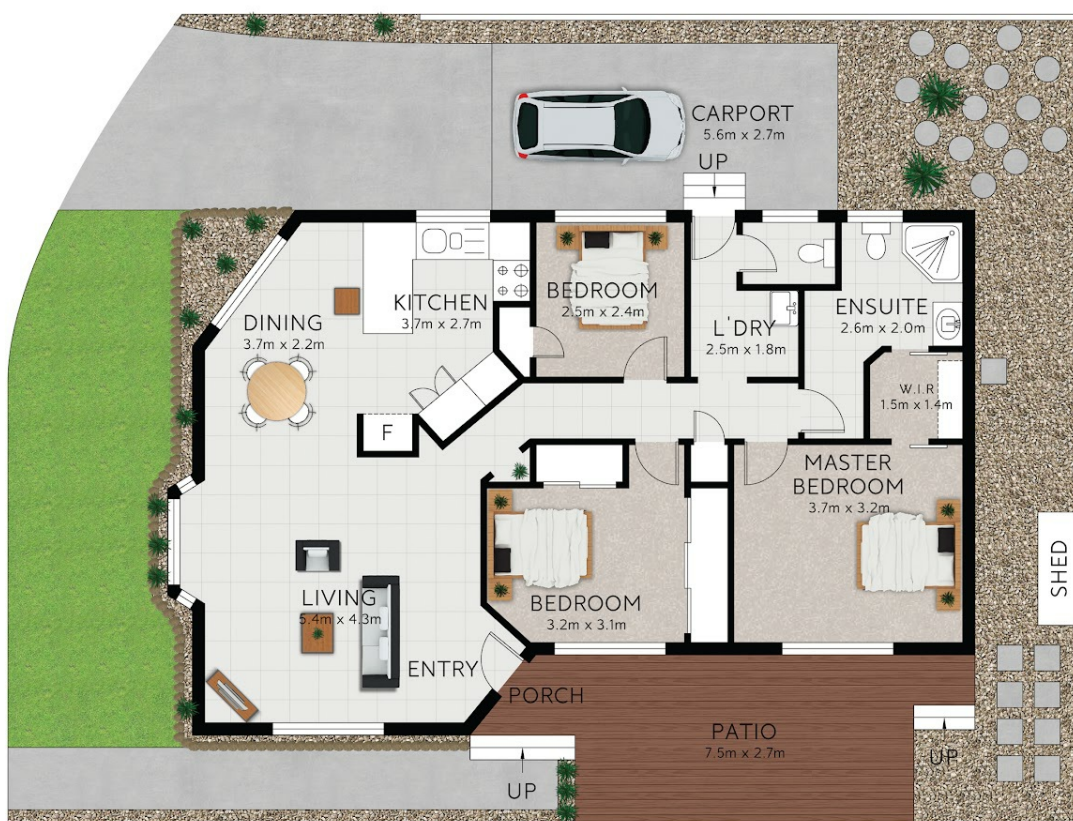 CARPORT
5.6m x 2.7m
UP
KITCHEN
3.7m x 2.7m
BEDROOM
2.5m x 2.4m
DINING
3.7m x 2.2m
L'DRY
2.5m x 1.8m
ENSUITE
2.6m x 2.0m
W.I.R
1.5m x 1.4m
F
MASTER
BEDROOM
3.7m x 3.2m
SHED
LIVING
5.4m x 4.3m
BEDROOM
3.2m x 3.1m
ENTRY
PORCH
PATIO
7.5m x 2.7m
UP
UP